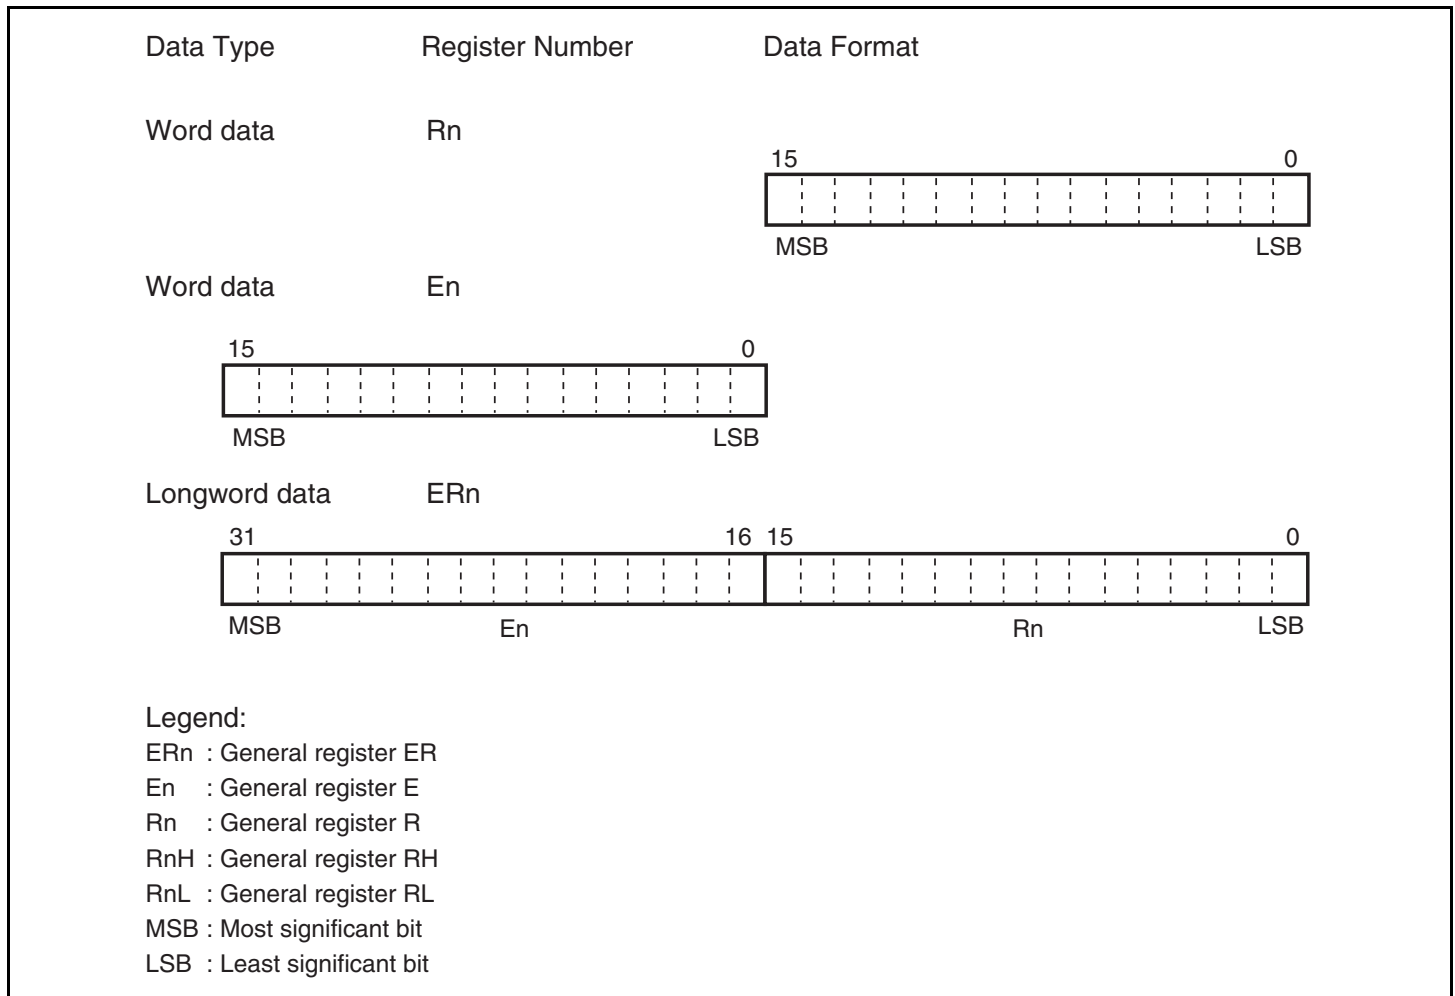 Data Type Register Number Data Format
Word data Rn
15 0
MSB LSB
Word data En
15 0
MSB LSB
Longword data ERn
31 16 15 0
MSB En Rn LSB
Legend:
ERn : General register ER
En : General register E
Rn : General register R
RnH : General register RH
RnL : General register RL
MSB : Most significant bit
LSB : Least significant bit